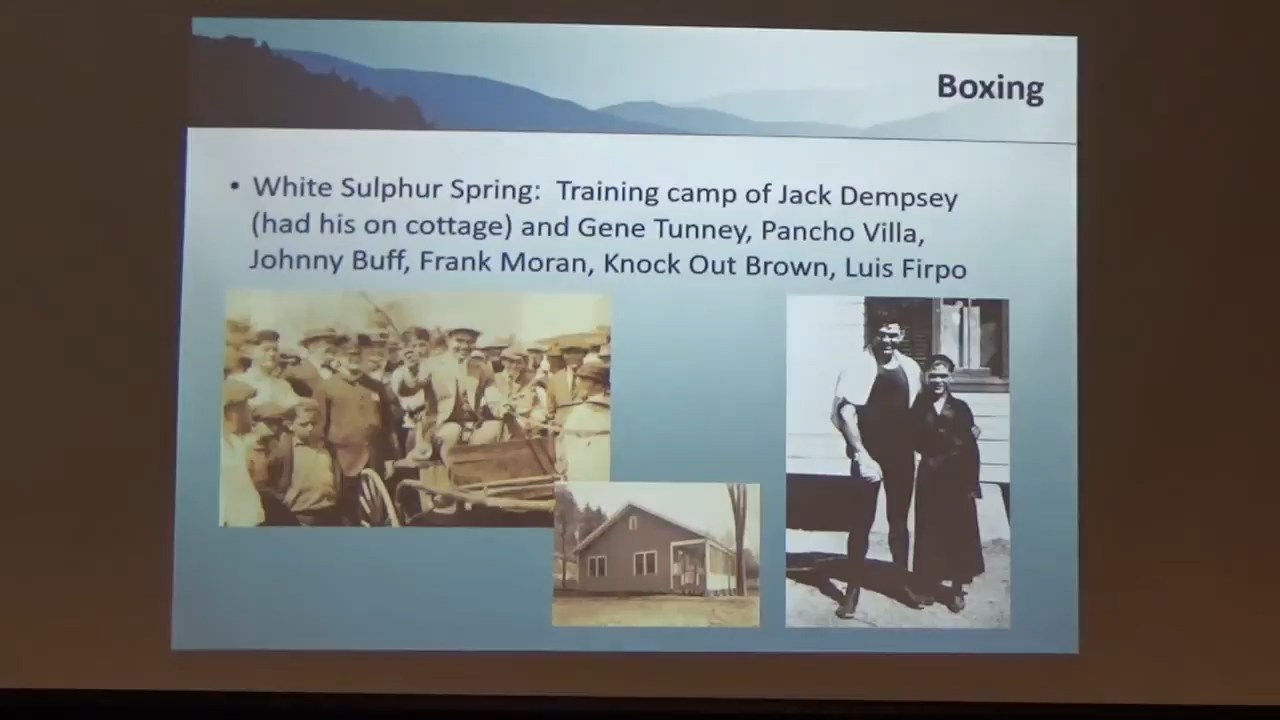 Boxing
• White Sulphur Spring: Training camp of Jack Dempsey
(had his on cottage) and Gene Tunney, Pancho Villa,
Johnny Buff, Frank Moran, Knock Out Brown, Luis Firpo